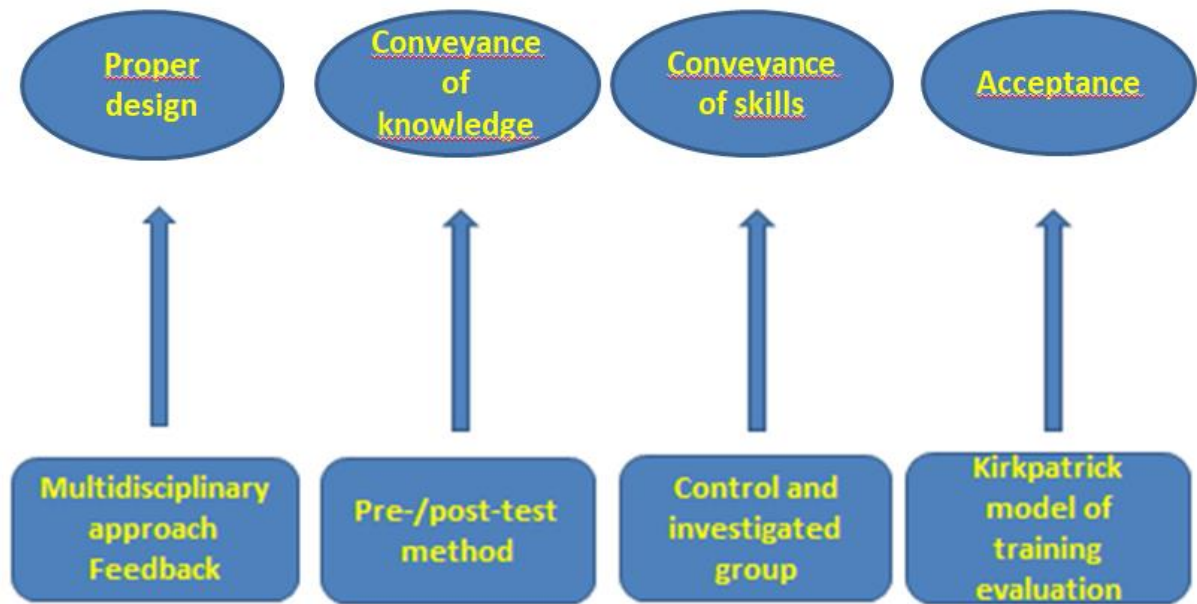 Proper
design
Conveyance
of
knowledge
Conveyance
of skills
Acceptance
Multidisciplinary
approach
Feedback
Pre-/post-test
method
Control and
investigated
group
Kirkpatrick
model of
training
evaluation